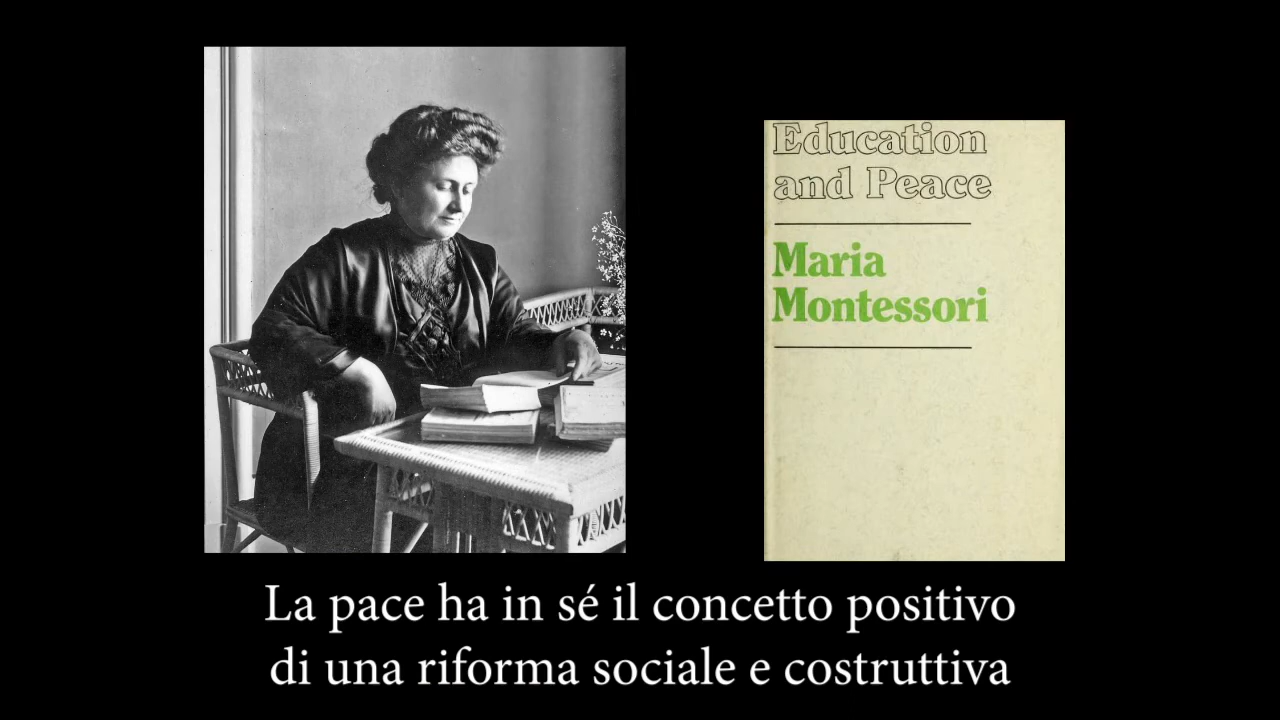 Education
and Peace
Maria
Montessori
La pace ha in sé il concetto positivo
di una riforma sociale e costruttiva